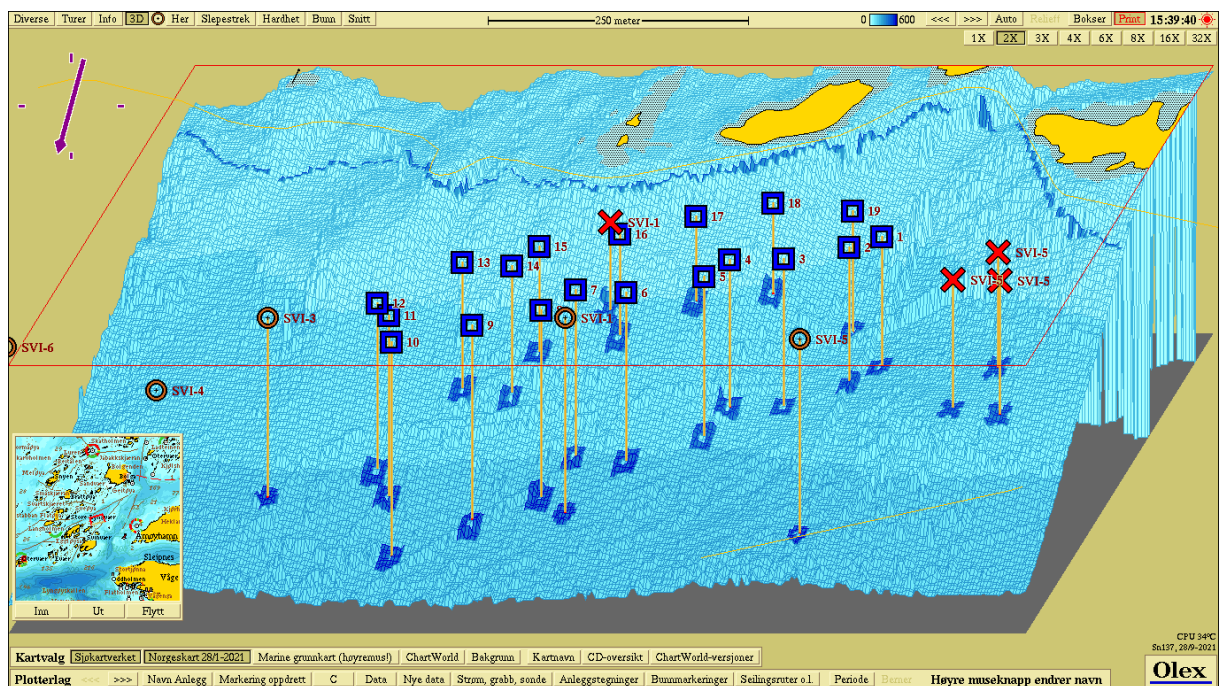 Diverse Turer Info 3D Her Slepestrek Hardhet Bunn Snitt 250 meter 0 600 <<< >>> Auto Relieff Bokser Print 15:39:40
1X 2X 3X 4X 6X 8X 16X 32X
18
19
17
SVI-1
16
1
15
2
SVI-5
13
14
4
3
5
SVI-5
SVI-5
7
6
12
11
SVI-3
SVI-1
9
10
SVI-5
SVI-6
SVI-4
Åmøyhamn
Sleipnes
Våge
Oddholmen
Inn Ut Flytt
CPU 34°C
Sn137, 28/9-2021
Kartvalg Sjøkartverket Norgeskart 28/1-2021 Marine grunnkart (høyremus!) ChartWorld Bakgrunn Kartnavn CD-oversikt ChartWorld-versjoner
Olex
Plotterlag <<< >>> Navn Anlegg Markering oppdrett C Data Nye data Strøm, grabb, sonde Anleggstegninger Bunnmarkeringer Seilingsruter o.l. Periode Berner Høyre museknapp endrer navn